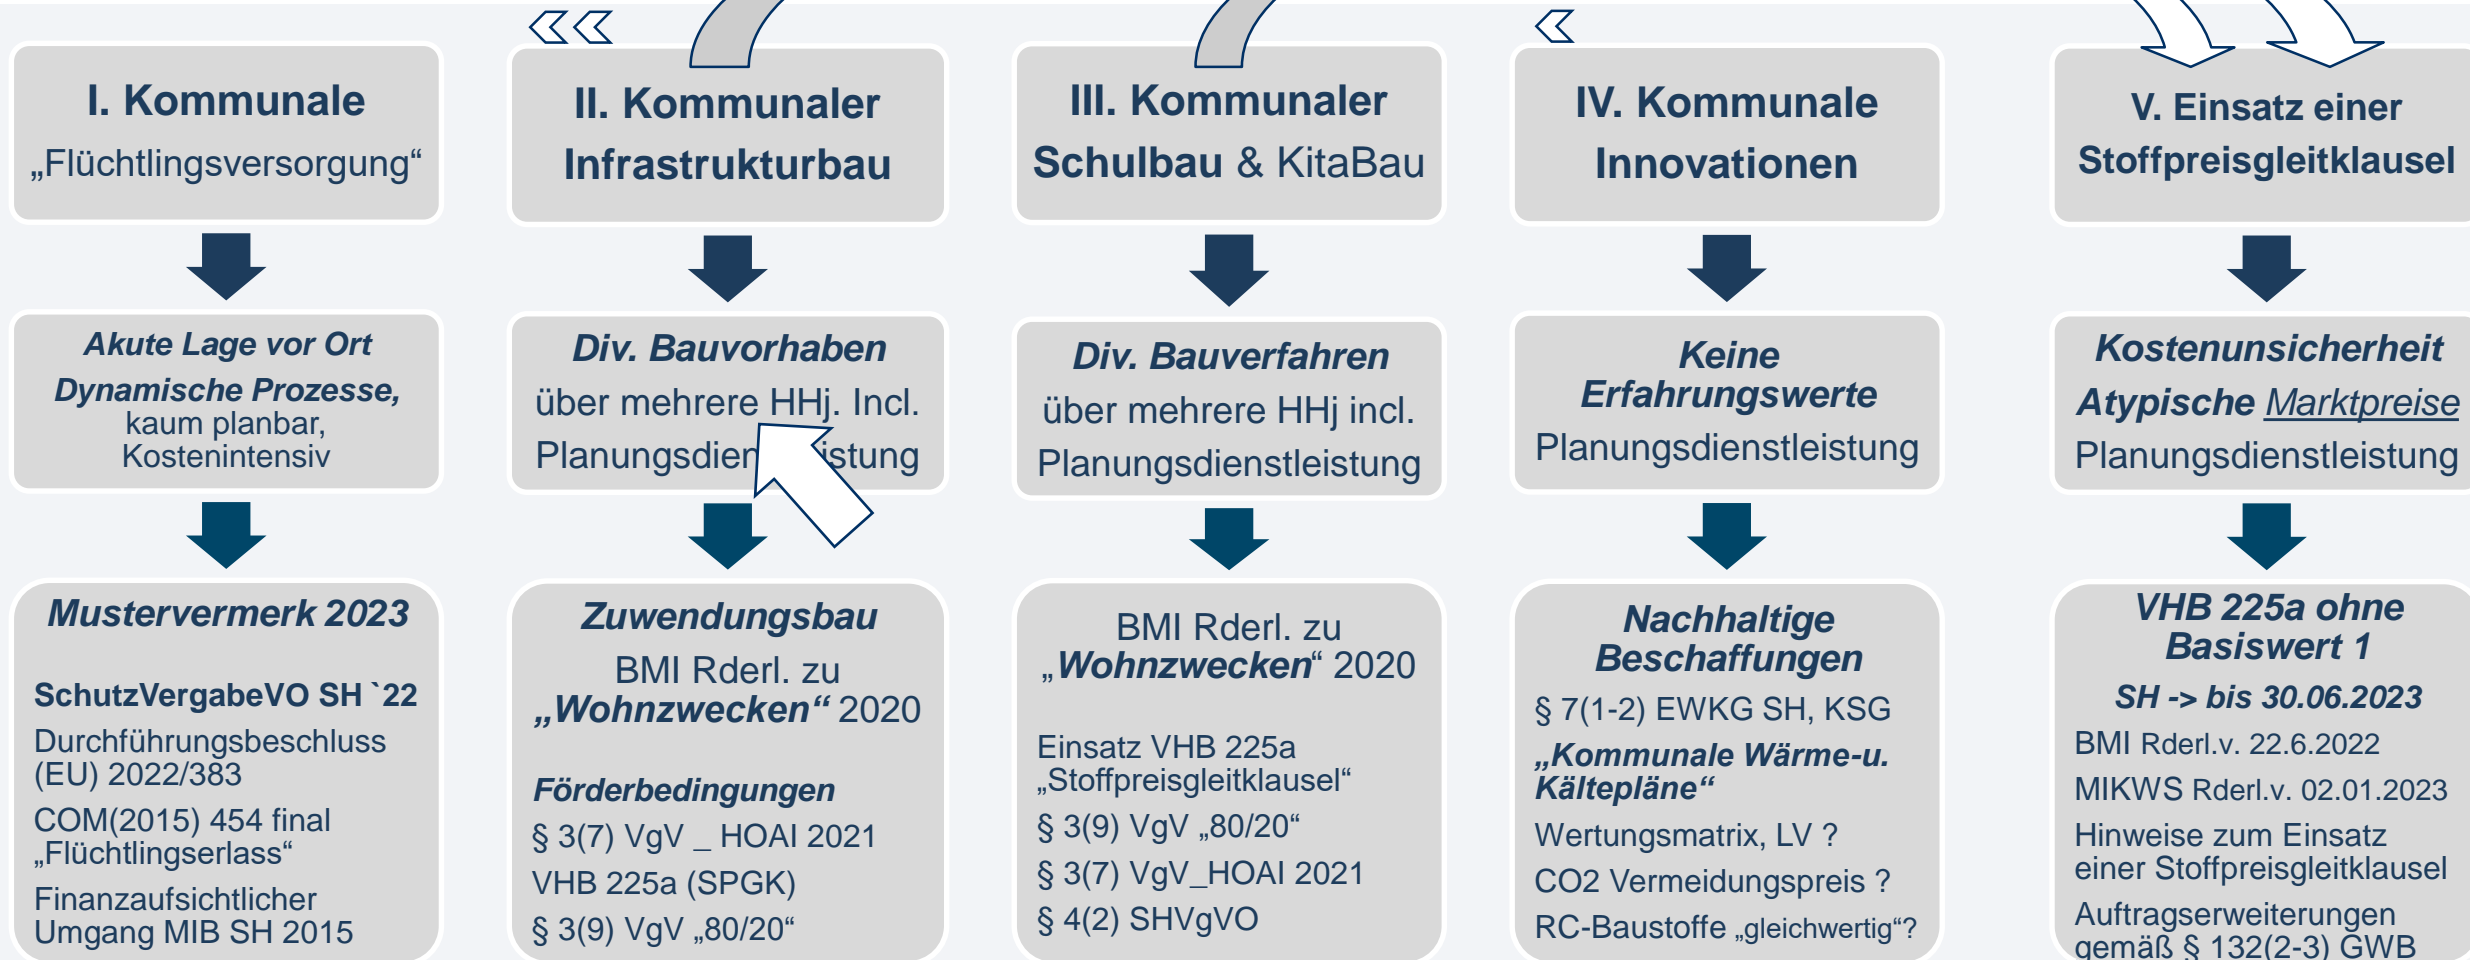 I. Kommunale
„Flüchtlingsversorgung“
Akute Lage vor Ort
Dynamische Prozesse,
kaum planbar,
Kostenintensiv
Mustervermerk 2023
SchutzVergabeVO SH `22
Durchführungsbeschluss
(EU) 2022/383
COM(2015) 454 final
„Flüchtlingserlass“
Finanzaufsichtlicher
Umgang MIB SH 2015
II. Kommunaler
Infrastrukturbau
Div. Bauvorhaben
über mehrere HHj. Incl.
Planungsdien istung
Zuwendungsbau
BMI Rderl. zu
„Wohnzwecken“ 2020
Förderbedingungen
§ 3(7) VgV _ HOAI 2021
VHB 225a (SPGK)
§ 3(9) VgV „80/20“
III. Kommunaler
Schulbau & KitaBau
Div. Bauverfahren
über mehrere HHj incl.
Planungsdienstleistung
BMI Rderl. zu
„Wohnzwecken“ 2020
Einsatz VHB 225a
„Stoffpreisgleitklausel“
§ 3(9) VgV „80/20“
§ 3(7) VgV_HOAI 2021
§ 4(2) SHVgVO
IV. Kommunale
Innovationen
Keine
Erfahrungswerte
Planungsdienstleistung
Nachhaltige
Beschaffungen
§ 7(1-2) EWKG SH, KSG
„Kommunale Wärme-u.
Kältepläne“
Wertungsmatrix, LV ?
CO2 Vermeidungspreis ?
RC-Baustoffe „gleichwertig“?
V. Einsatz einer
Stoffpreisgleitklausel
Kostenunsicherheit
Atypische Marktpreise
Planungsdienstleistung
VHB 225a ohne
Basiswert 1
SH -> bis 30.06.2023
BMI Rderl.v. 22.6.2022
MIKWS Rderl.v. 02.01.2023
Hinweise zum Einsatz
einer Stoffpreisgleitklausel
Auftragserweiterungen
gemäß § 132(2-3) GWB